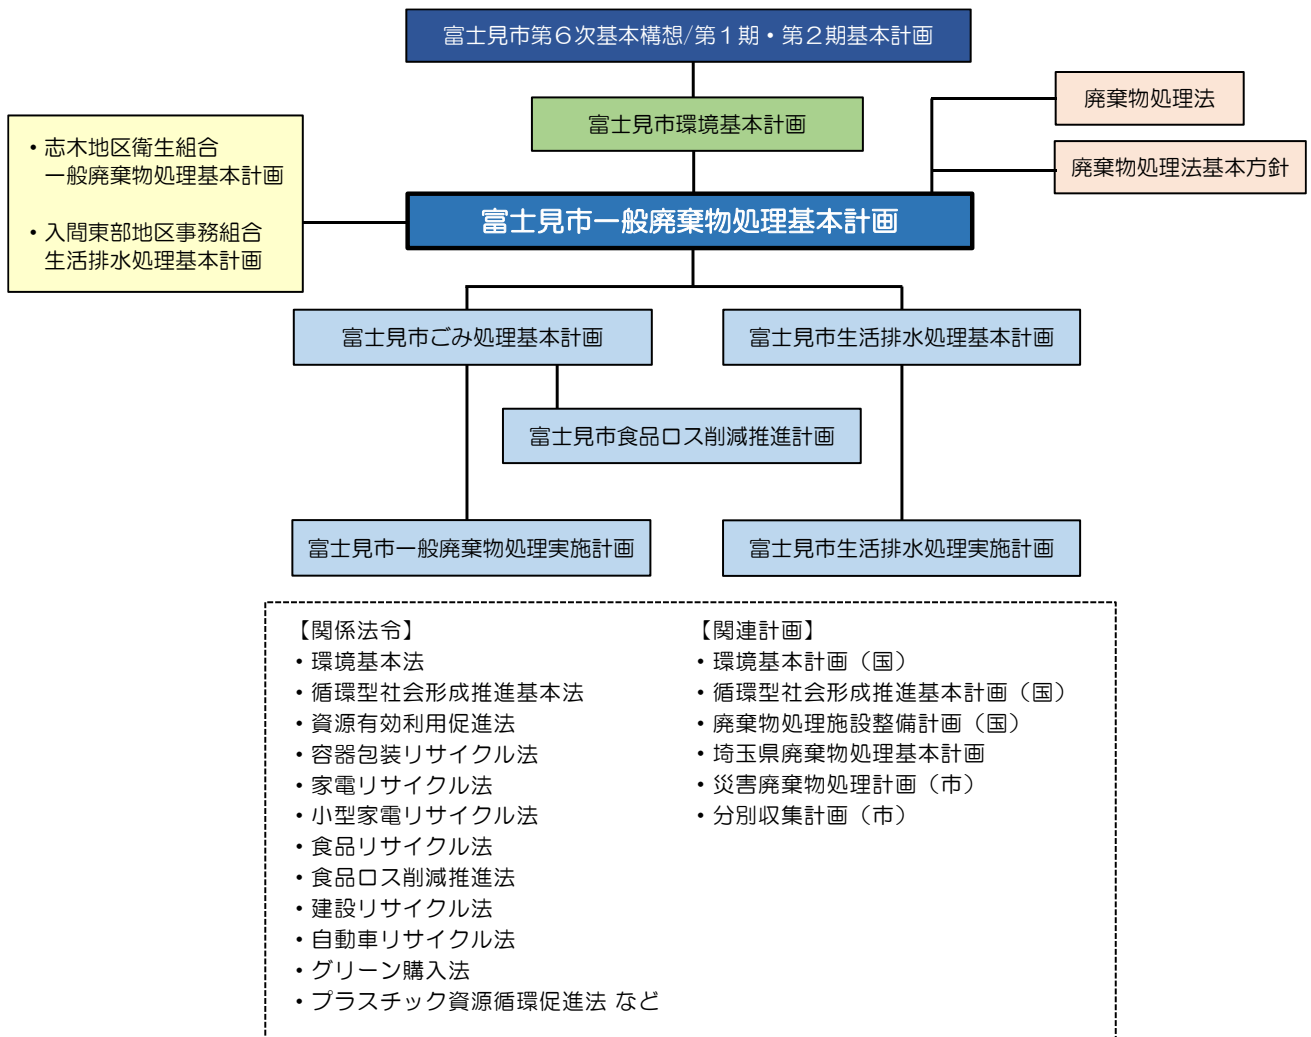 富士見市第６次基本構想/第１期・第２期基本計画
富士見市環境基本計画
廃棄物処理法
廃棄物処理法基本方針
・志木地区衛生組合
一般廃棄物処理基本計画
・入間東部地区事務組合
生活排水処理基本計画
富士見市一般廃棄物処理基本計画
富士見市ごみ処理基本計画
富士見市生活排水処理基本計画
富士見市食品ロス削減推進計画
富士見市一般廃棄物処理実施計画
富士見市生活排水処理実施計画
【関係法令】
・環境基本法
・循環型社会形成推進基本法
・資源有効利用促進法
・容器包装リサイクル法
・家電リサイクル法
・小型家電リサイクル法
・食品リサイクル法
・食品ロス削減推進法
・建設リサイクル法
・自動車リサイクル法
・グリーン購入法
・プラスチック資源循環促進法 など
【関連計画】
・環境基本計画（国）
・循環型社会形成推進基本計画（国）
・廃棄物処理施設整備計画（国）
・埼玉県廃棄物処理基本計画
・災害廃棄物処理計画（市）
・分別収集計画（市）